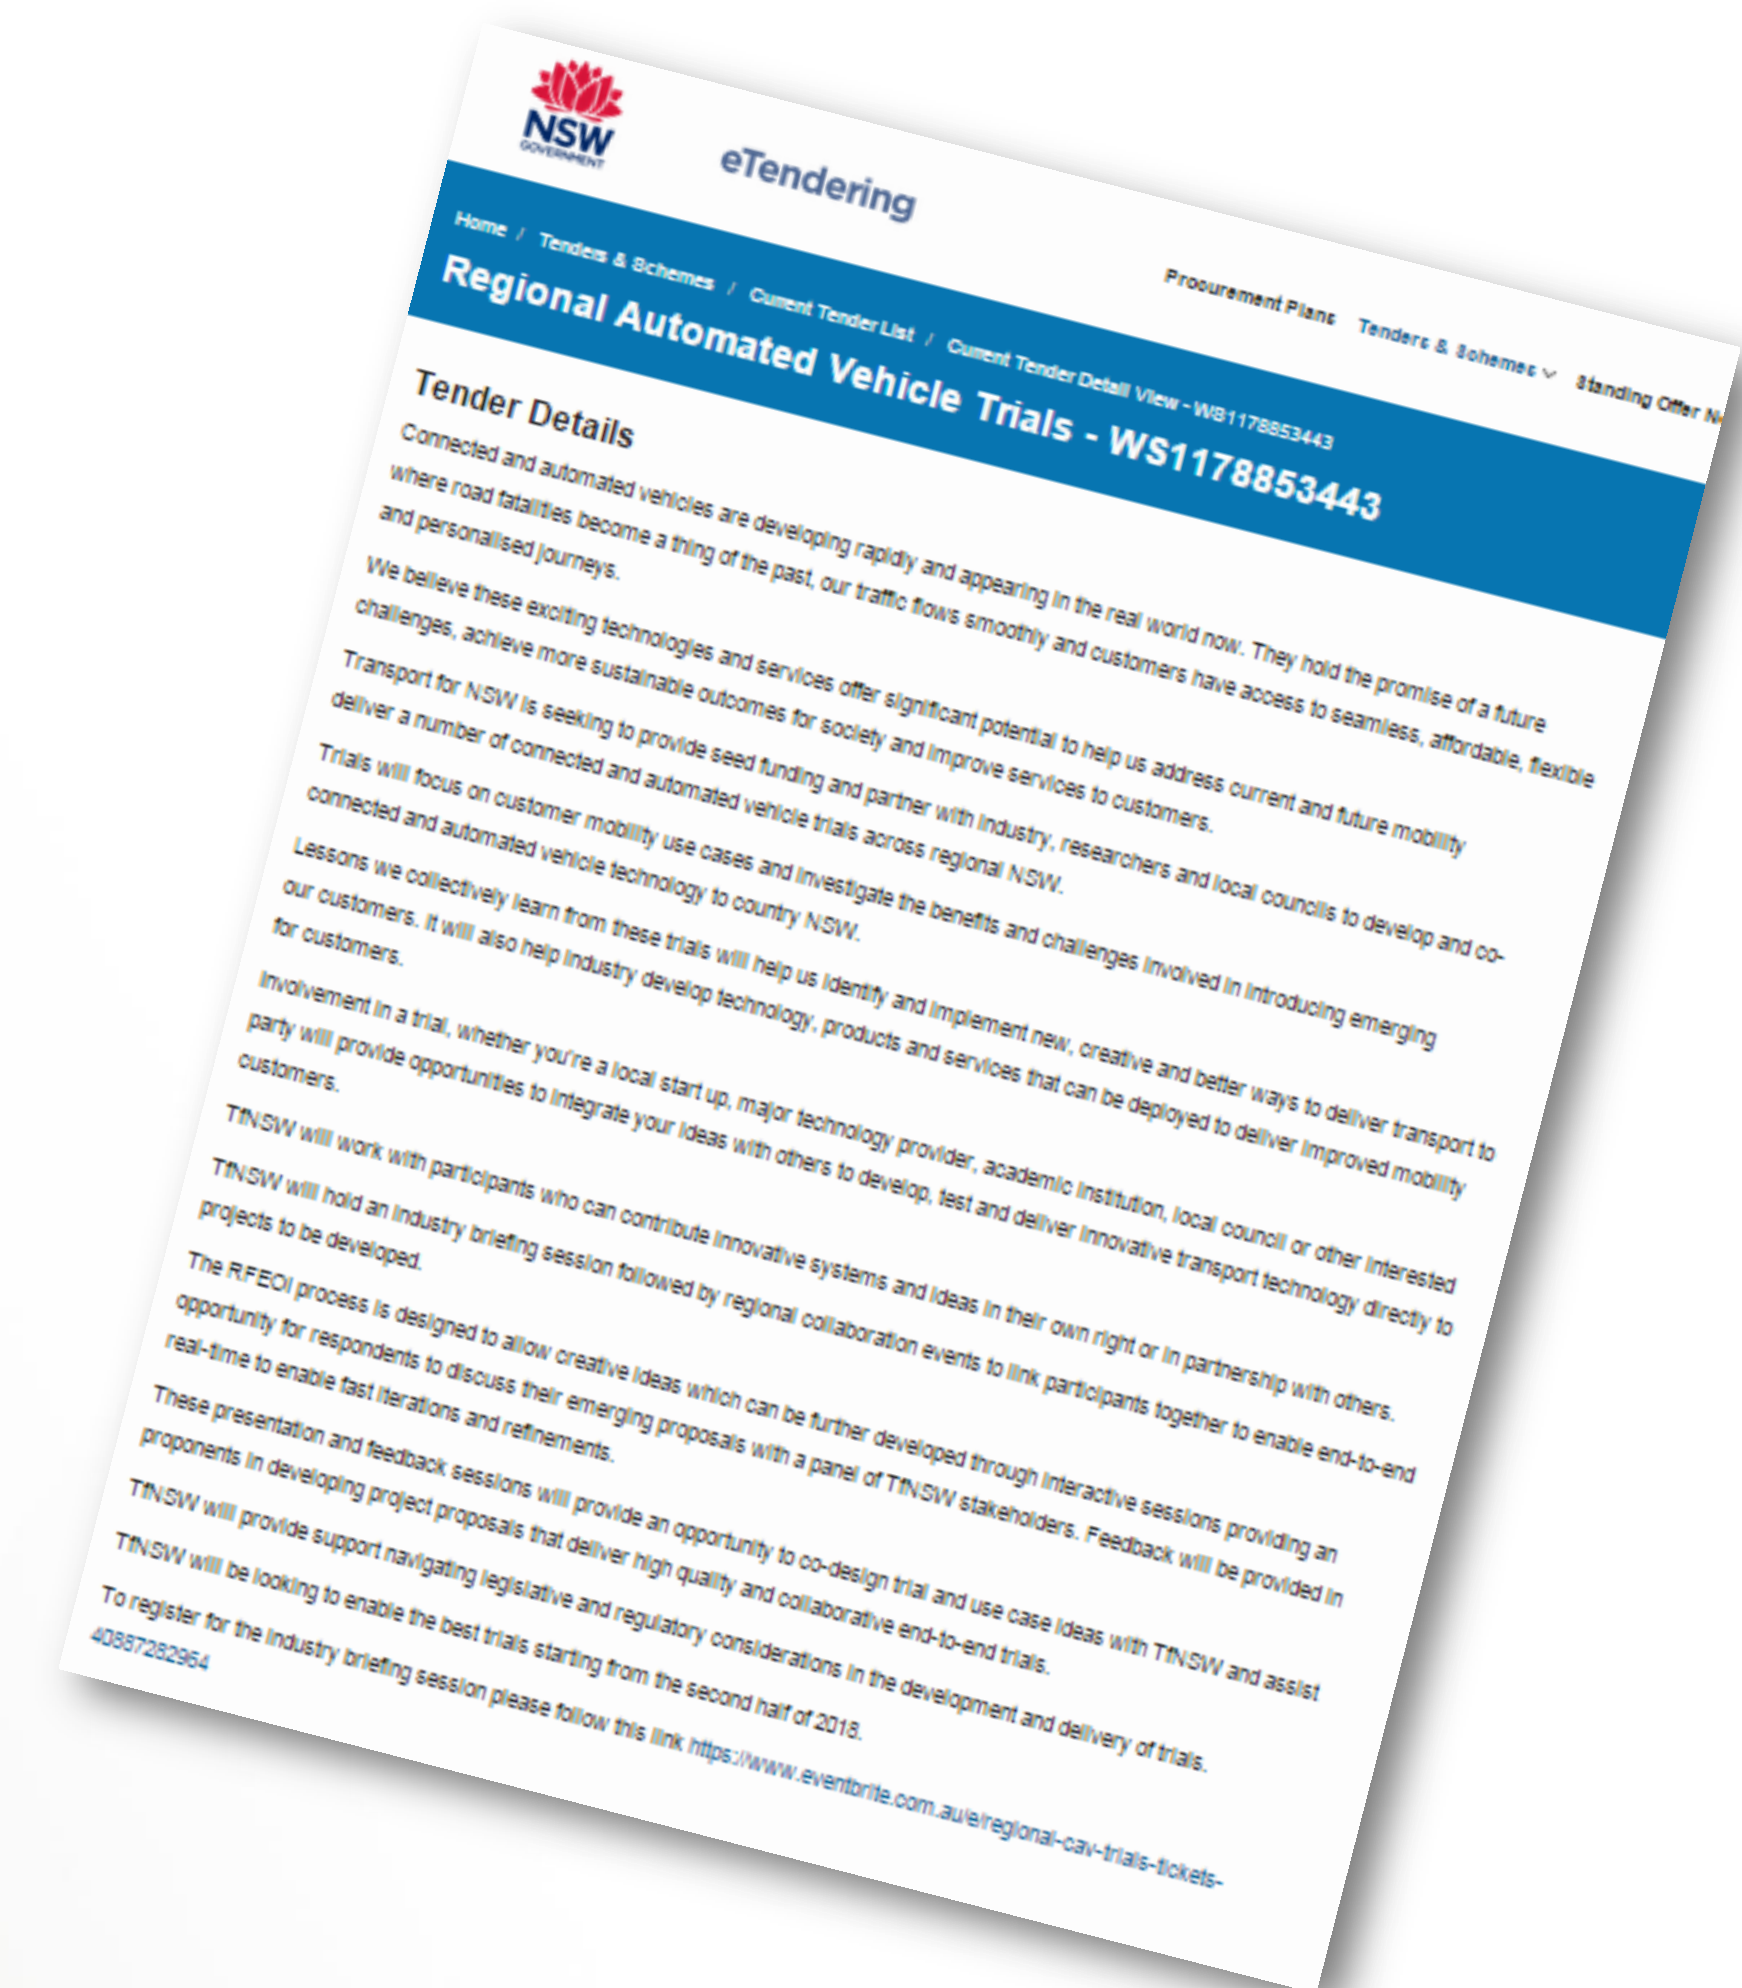 NSW
GOVERNMENT
eTendering
Procurement Plans Tenders & Schemes Standing Offer
Home / Tenders & Schemes / Current Tender List / Current Tender Detail View - WS1178853443
Regional Automated Vehicle Trials - WS1178853443
Tender Details
Connected and automated vehicles are developing rapidly and appearing in the real world now. They hold the promise of a future
where road fatalities become a thing of the past, our traffic flows smoothly and customers have access to seamless, affordable, flexible
and personalised journeys.
We believe these exciting technologies and services offer significant potential to help us address current and future mobility
challenges, achieve more sustainable outcomes for society and improve services to customers.
Transport for NSW is seeking to provide seed funding and partner with industry, researchers and local councils to develop and co-
deliver a number of connected and automated vehicle trials across regional NSW.
Trials will focus on customer mobility use cases and investigate the benefits and challenges involved in introducing emerging
connected and automated vehicle technology to country NSW.
Lessons we collectively learn from these trials will help us identify and implement new, creative and better ways to deliver transport to
our customers. It will also help industry develop technology, products and services that can be deployed to deliver improved mobility
for customers.
Involvement in a trial, whether you're a local start up, major technology provider, academic institution, local council or other interested
party will provide opportunities to integrate your ideas with others to develop, test and deliver innovative transport technology directly to
customers.
TfNSW will work with participants who can contribute innovative systems and ideas in their own right or in partnership with others.
TfNSW will hold an industry briefing session followed by regional collaboration events to link participants together to enable end-to-end
projects to be developed.
The RFEOI process is designed to allow creative ideas which can be further developed through interactive sessions providing an
opportunity for respondents to discuss their emerging proposals with a panel of TfNSW stakeholders. Feedback will be provided in
real-time to enable fast iterations and refinements.
These presentation and feedback sessions will provide an opportunity to co-design trial and use case ideas with TfNSW and assist
proponents in developing project proposals that deliver high quality and collaborative end-to-end trials.
TfNSW will provide support navigating legislative and regulatory considerations in the development and delivery of trials.
TfNSW will be looking to enable the best trials starting from the second half of 2018.
To register for the industry briefing session please follow this link https://www.eventbrite.com.au/e/regional-cav-trials-tickets-
40887282964